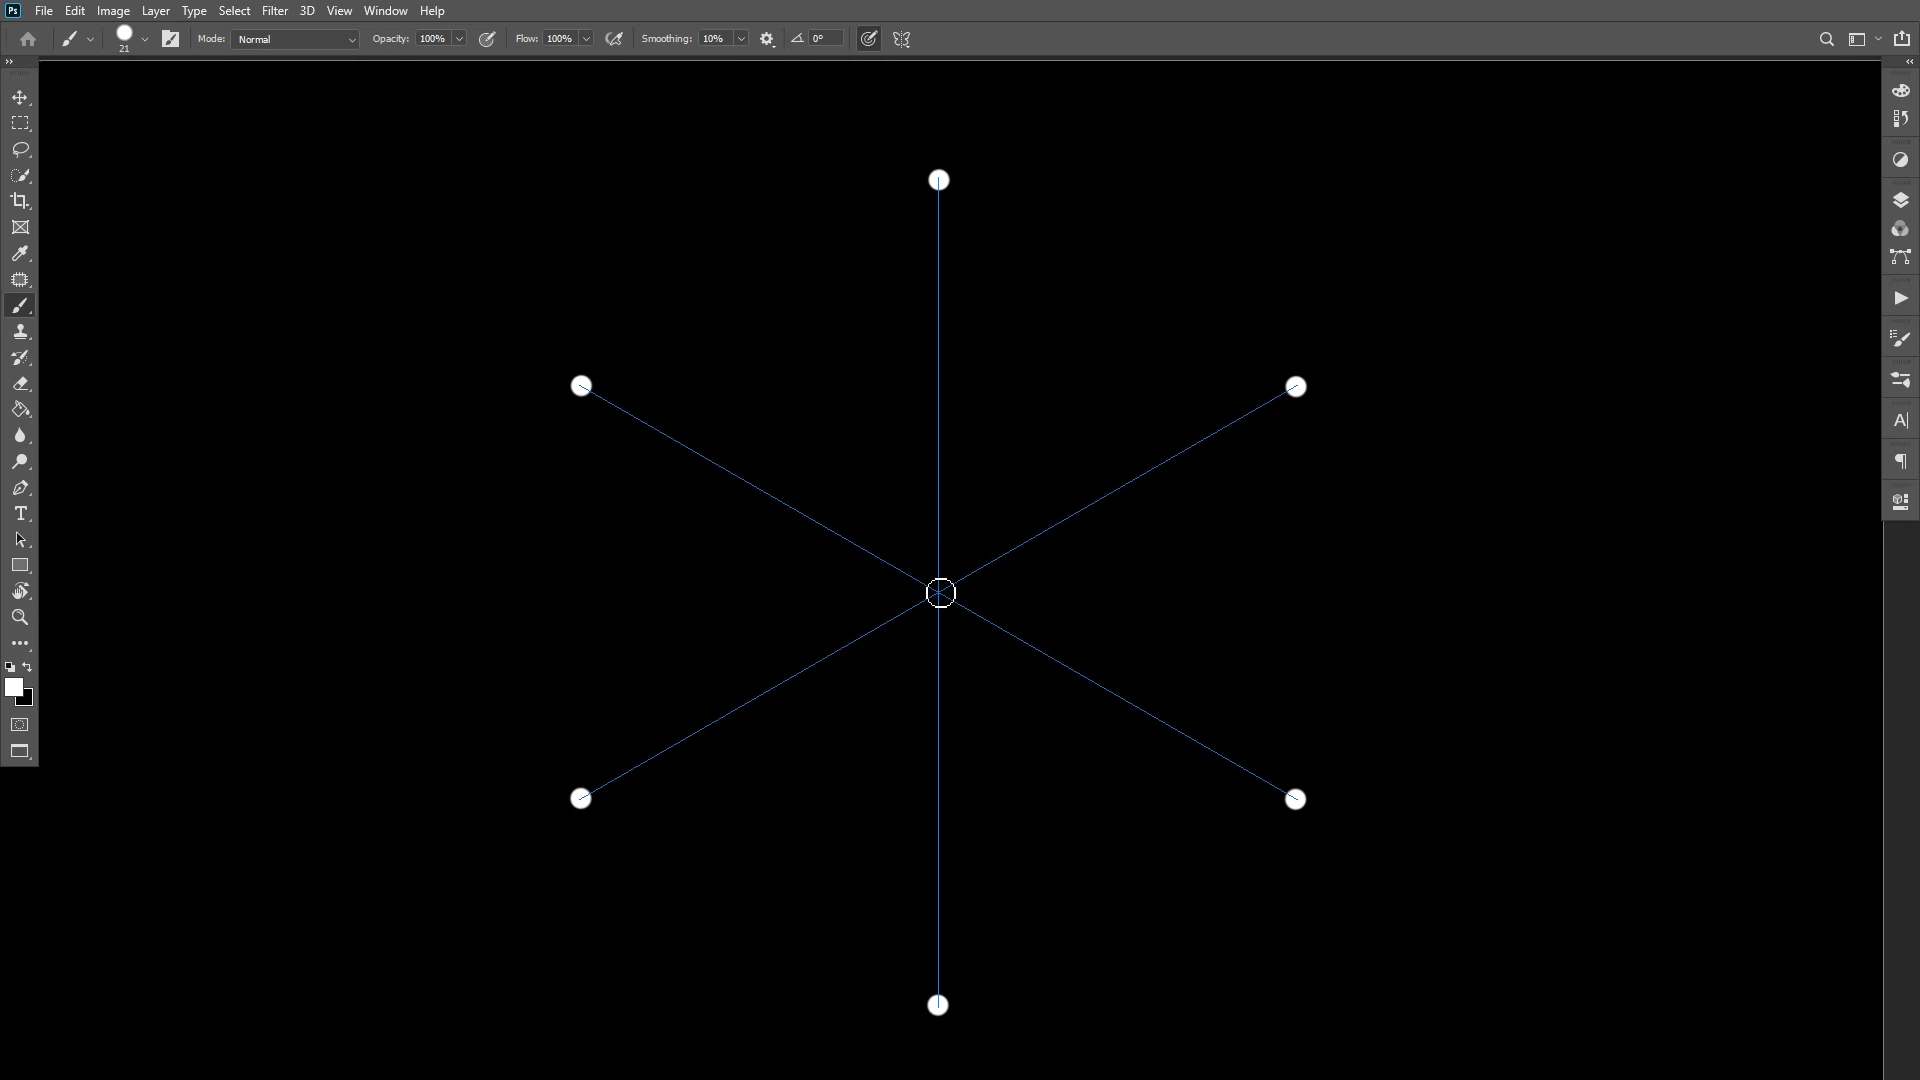 Ps File Edit Image Layer Type Select Filter 3D View Window Help
21 Mode: Normal Opacity: 100% Flow: 100% Smoothing: 10% 0°